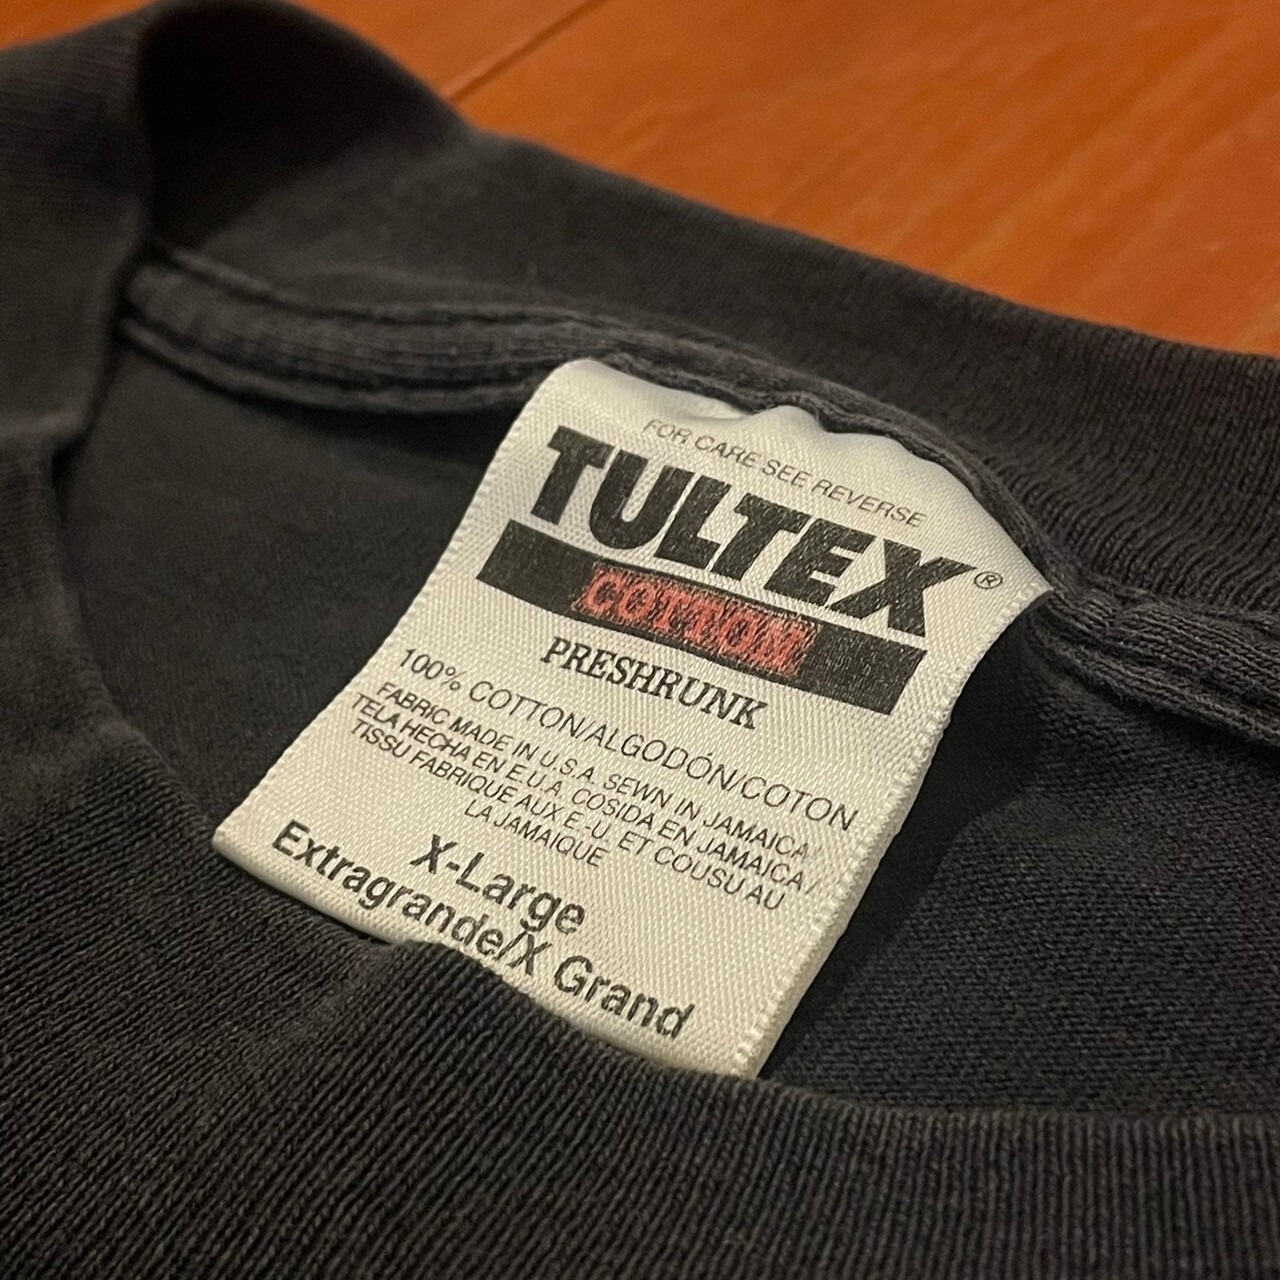 FOR CARE SEE REVERSE
TULTEX®
COTTON
PRESHRUNK
100% COTTON/ALGODÓN/COTON
FABRIC MADE IN U.S.A. SEWN IN JAMAICA/
TELA HECHA EN E.U.A. COSIDA EN JAMAICA/
TISSU FABRIQUE AUX E.-U. ET COUSU AU
LA JAMAIQUE
X-Large
Extragrande/X Grand